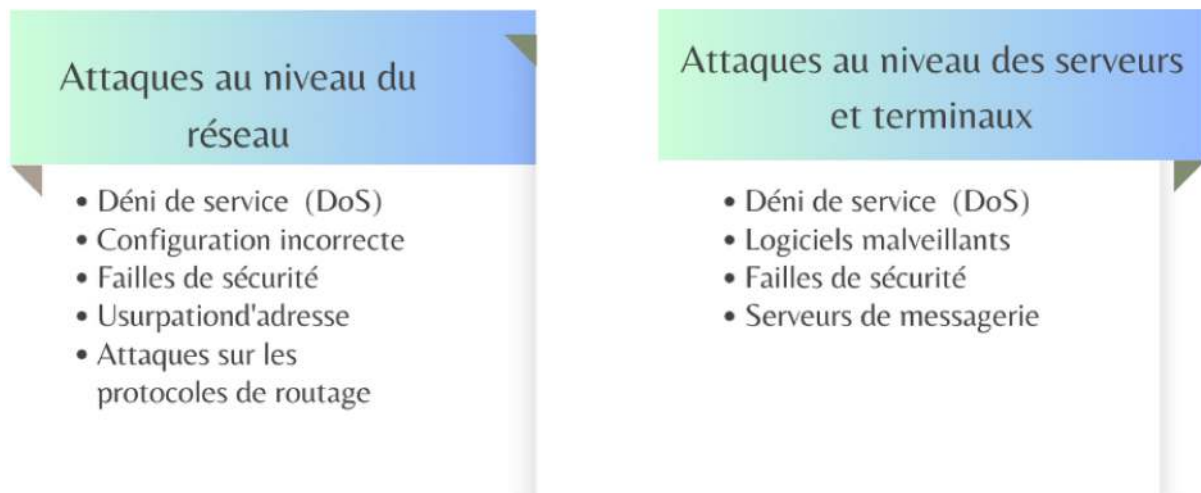 Attaques au niveau du
réseau
• Déni de service (DoS)
• Configuration incorrecte
• Failles de sécurité
• Usurpationd'adresse
• Attaques sur les
protocoles de routage
Attaques au niveau des serveurs
et terminaux
• Déni de service (DoS)
• Logiciels malveillants
• Failles de sécurité
• Serveurs de messagerie